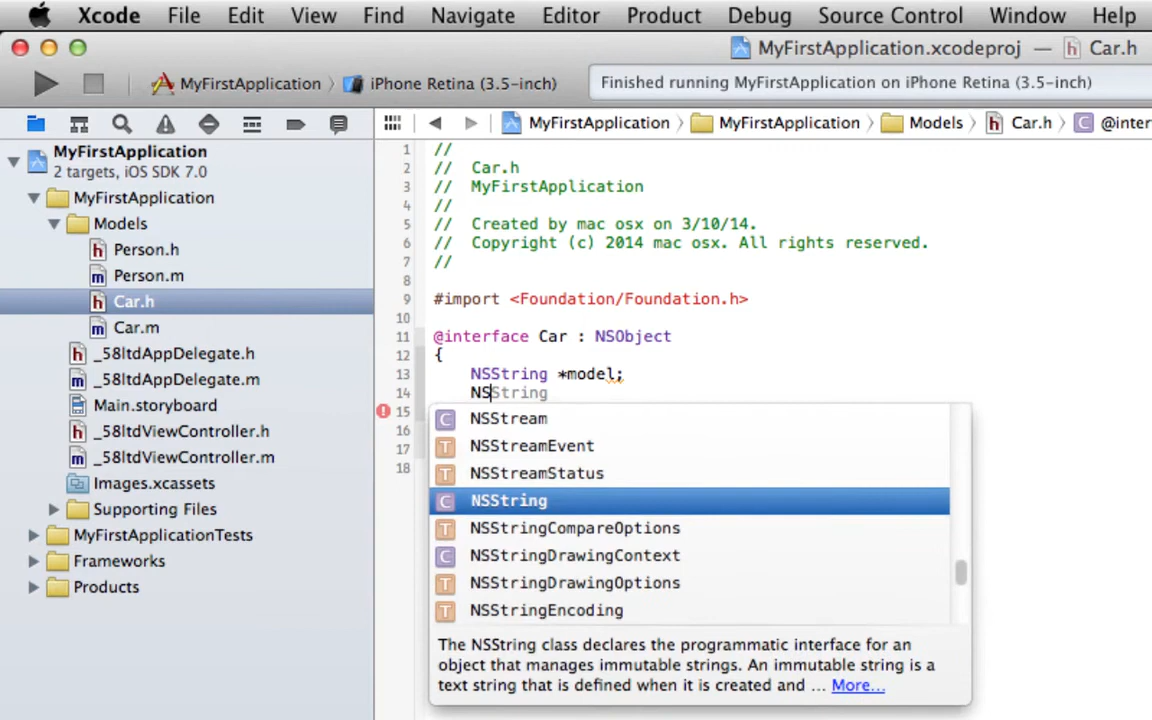 Xcode File Edit View Find Navigate Editor Product Debug Source Control Window Help
MyFirstApplication.xcodeproj — Car.h
MyFirstApplication iPhone Retina (3.5-inch) Finished running MyFirstApplication on iPhone Retina (3.5-inch)
MyFirstApplication MyFirstApplication Models Car.h @inter
MyFirstApplication
2 targets, iOS SDK 7.0
MyFirstApplication
Models
Person.h
Person.m
Car.h
Car.m
_58ltdAppDelegate.h
_58ltdAppDelegate.m
Main.storyboard
_58ltdViewController.h
_58ltdViewController.m
Images.xcassets
Supporting Files
MyFirstApplicationTests
Frameworks
Products
1 //
2 // Car.h
3 // MyFirstApplication
4 //
5 // Created by mac osx on 3/10/14.
6 // Copyright (c) 2014 mac osx. All rights reserved.
7 //
8
9 #import <Foundation/Foundation.h>
10
11 @interface Car : NSObject
12 {
13 NSString *model;
14 NSString
15
16
17
18
NSStream
NSStreamEvent
NSStreamStatus
NSString
NSStringCompareOptions
NSStringDrawingContext
NSStringDrawingOptions
NSStringEncoding
The NSString class declares the programmatic interface for an
object that manages immutable strings. An immutable string is a
text string that is defined when it is created and ... More...